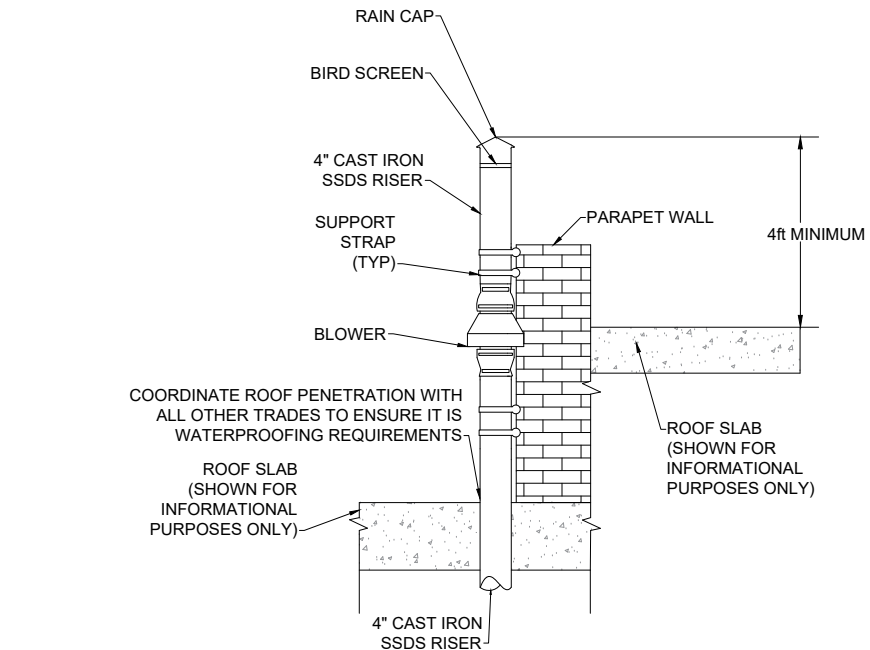 RAIN CAP
BIRD SCREEN
4" CAST IRON
SSDS RISER
SUPPORT
STRAP
(TYP)
PARAPET WALL
4ft MINIMUM
BLOWER
COORDINATE ROOF PENETRATION WITH
ALL OTHER TRADES TO ENSURE IT IS
WATERPROOFING REQUIREMENTS
ROOF SLAB
(SHOWN FOR
INFORMATIONAL
PURPOSES ONLY)
ROOF SLAB
(SHOWN FOR
INFORMATIONAL
PURPOSES ONLY)
4" CAST IRON
SSDS RISER